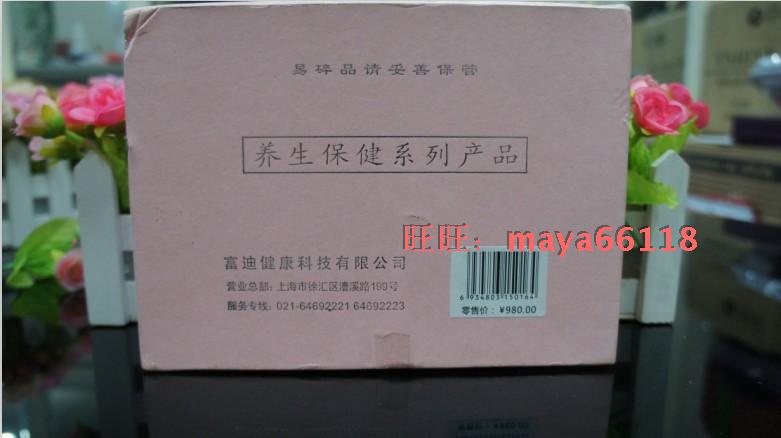 易碎品请妥善保管
养生保健系列产品
旺旺: maya66118
富迪健康科技有限公司
营业总部: 上海市徐汇区漕溪路199号
服务专线: 021-64692221 64692223
6 934803 150164
零售价: ¥980.00